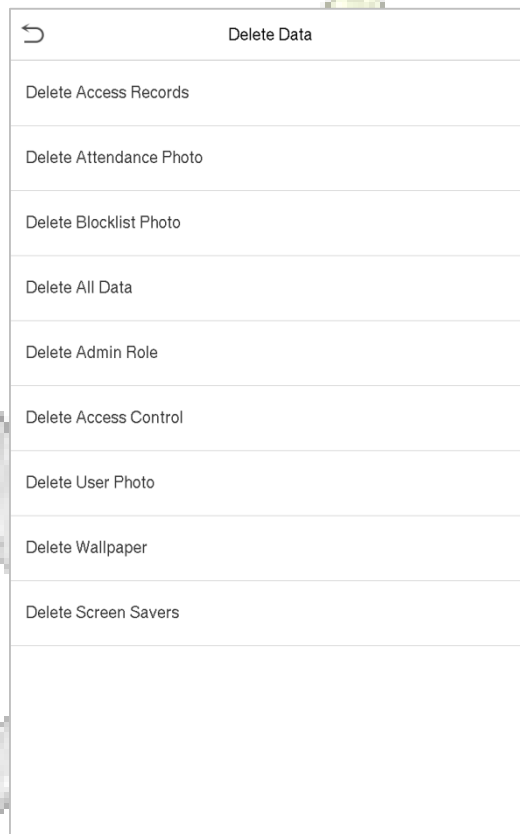 Delete Data
Delete Access Records
Delete Attendance Photo
Delete Blocklist Photo
Delete All Data
Delete Admin Role
Delete Access Control
Delete User Photo
Delete Wallpaper
Delete Screen Savers